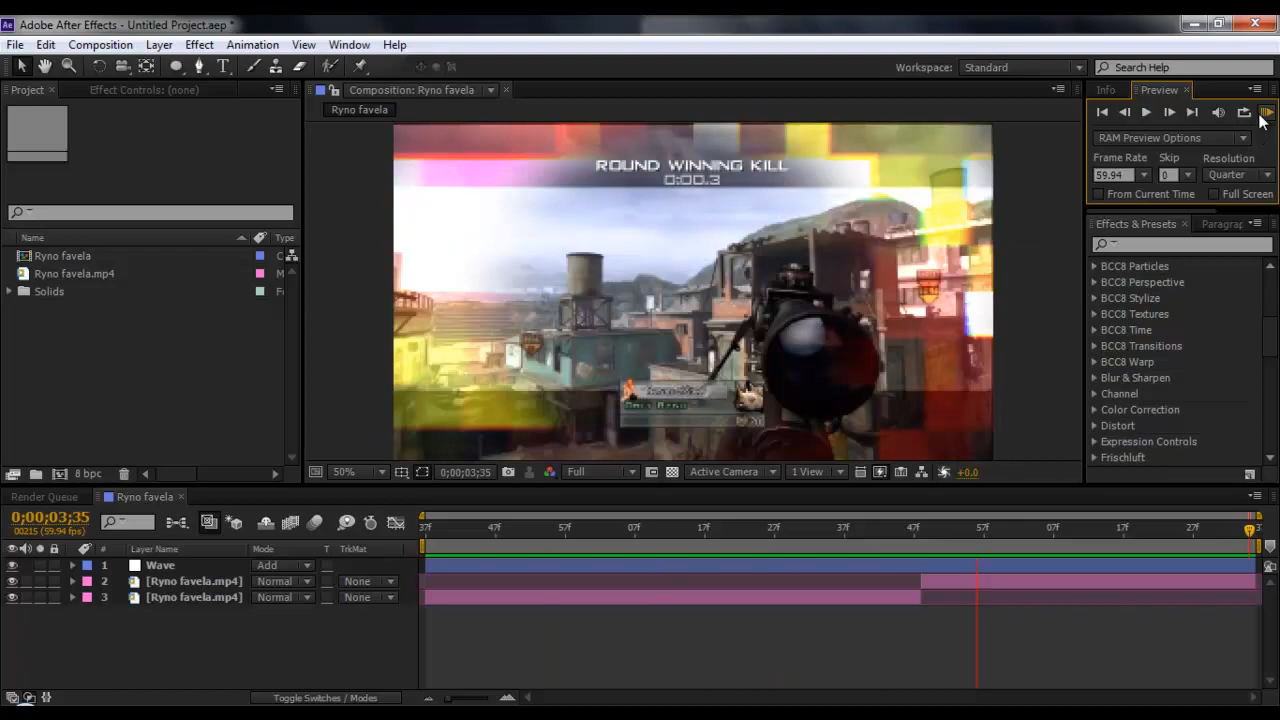 Adobe After Effects - Untitled Project.aep *
File Edit Composition Layer Effect Animation View Window Help
Workspace: Standard Search Help
Project Effect Controls: (none) Composition: Ryno favela Info Preview
Ryno favela
RAM Preview Options
Frame Rate Skip Resolution
59.94 0 Quarter
From Current Time Full Screen
ROUND WINNING KILL
0:00.3
Effects & Presets Paragrap
Name Type
Ryno favela C
Ryno favela.mp4 M
Solids F
BCC8 Particles
BCC8 Perspective
BCC8 Stylize
BCC8 Textures
BCC8 Time
BCC8 Transitions
BCC8 Warp
Blur & Sharpen
Channel
Color Correction
Distort
Expression Controls
Frischluft
8 bpc
50% 0;00;03;35 Full Active Camera 1 View +0.0
Render Queue Ryno favela
0;00;03;35
00215 (59.94 fps)
37f 47f 57f 07f 17f 27f 37f 47f 57f 07f 17f 27f 3
# Layer Name Mode T TrkMat
1 Wave Add
2 [Ryno favela.mp4] Normal None
3 [Ryno favela.mp4] Normal None
Toggle Switches / Modes